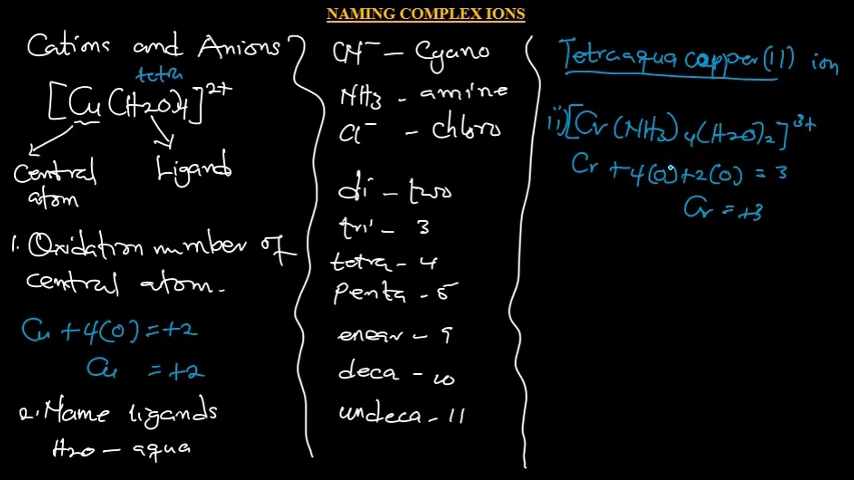 NAMING COMPLEX IONS
Cations and Anions
tetra
[Cu(H2O)4]2+
Central atom
Ligand
1. Oxidation number of
central atom.
Cu + 4(0) = +2
Cu = +2
2. Name ligands
H2O - aqua
CN- - Cyano
NH3 - amine
Cl- - chloro
di - two
tri - 3
tetra - 4
penta - 5
- 9
deca - 10
undeca - 11
Tetraaqua copper(II) ion
ii) [Cr(NH3)4(H2O)2]3+
Cr + 4(0) + 2(0) = 3
Cr = +3